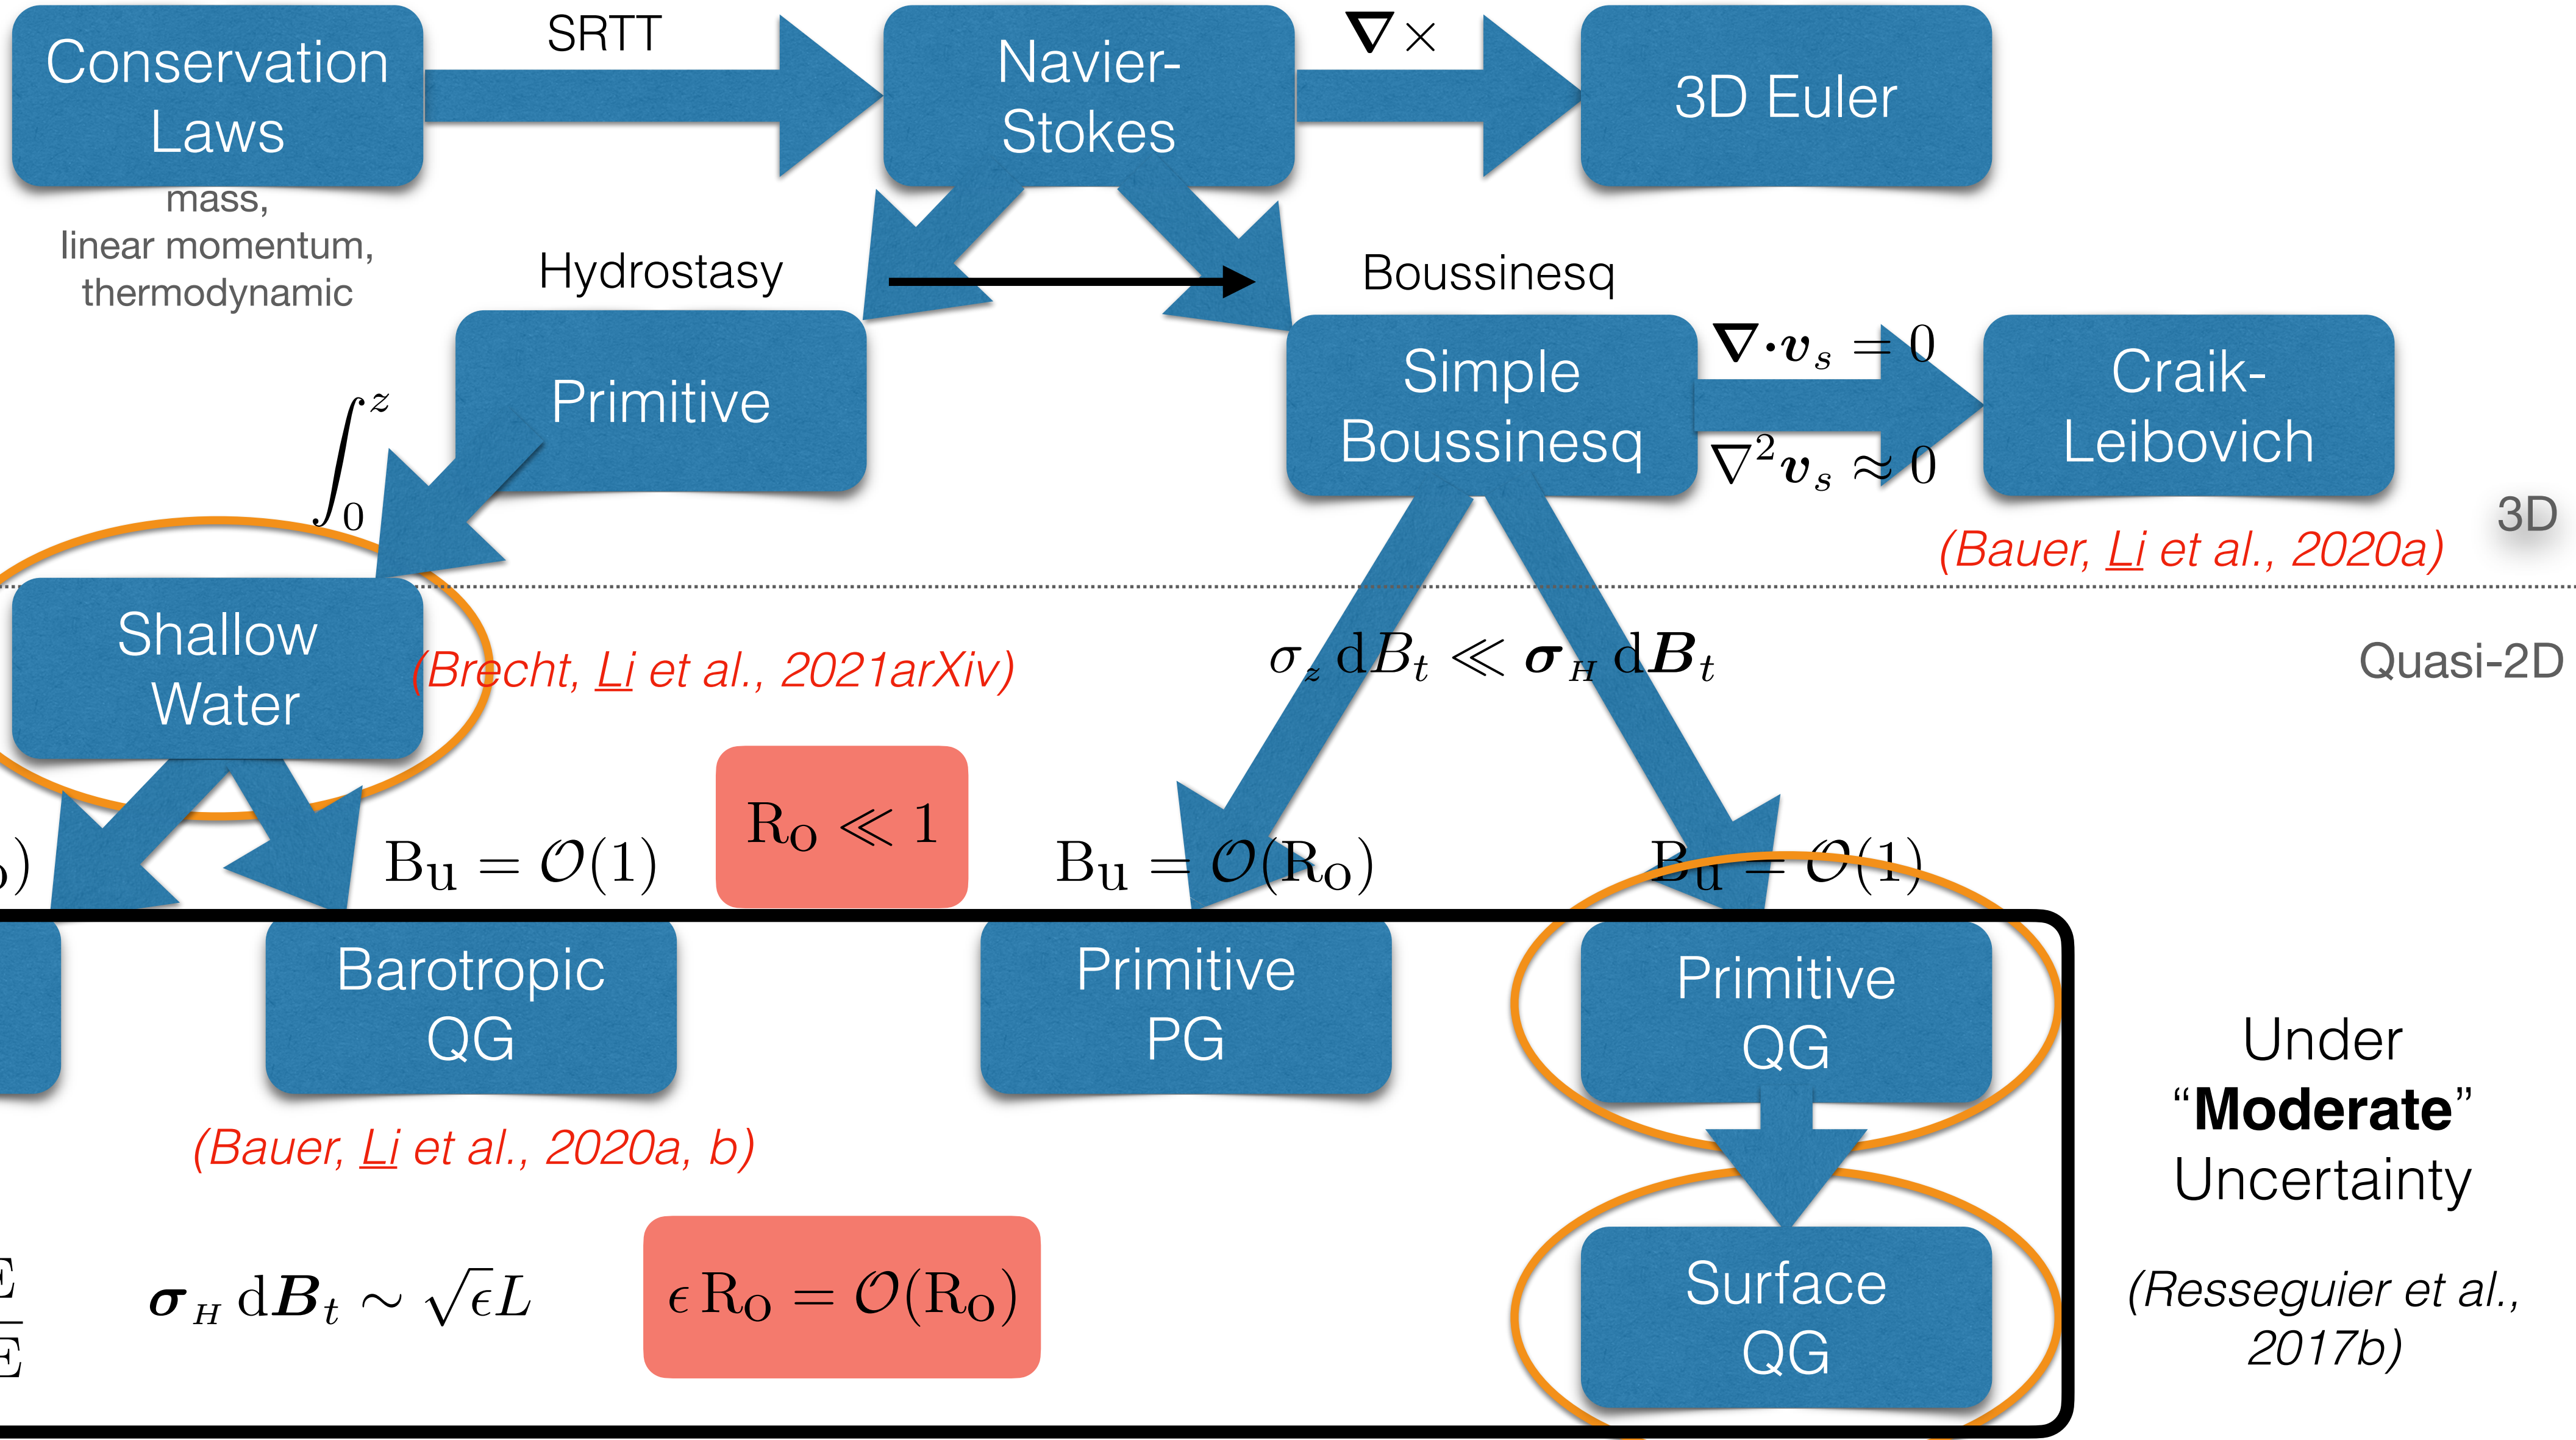 Conservation
Laws
SRTT
Navier-
Stokes
∇ ×
3D Euler
mass,
linear momentum,
thermodynamic
Hydrostasy
Boussinesq
Primitive
∫₀ᶻ
Simple
Boussinesq
∇·vₛ = 0
∇²vₛ ≈ 0
Craik-
Leibovich
3D
(Bauer, Li et al., 2020a)
Shallow
Water
(Brecht, Li et al., 2021arXiv)
σ_z dB_t ≪ σ_H dB_t
Quasi-2D
Rₒ ≪ 1
o)
Bᵤ = O(1)
Bᵤ = O(Rₒ)
Bᵤ = O(1)
Barotropic
QG
Primitive
PG
Primitive
QG
Under
“Moderate”
Uncertainty
(Bauer, Li et al., 2020a, b)
E
E
σ_H dB_t ∼ √ϵL
ϵ Rₒ = O(Rₒ)
Surface
QG
(Resseguier et al.,
2017b)